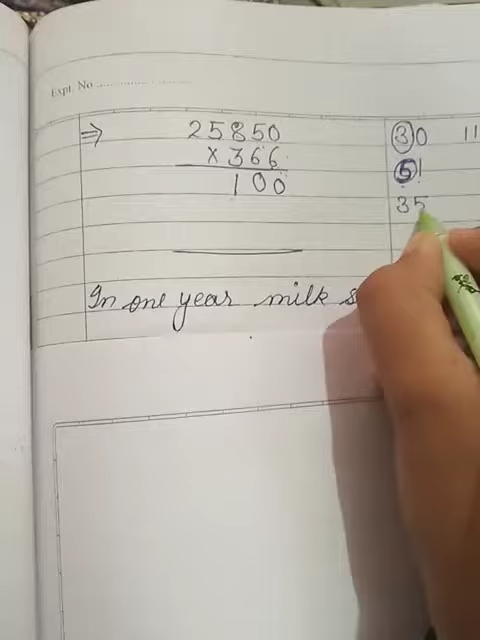 Expt. No
⇒ 25850 30 11
x 366 51
100 35
In one year milk s